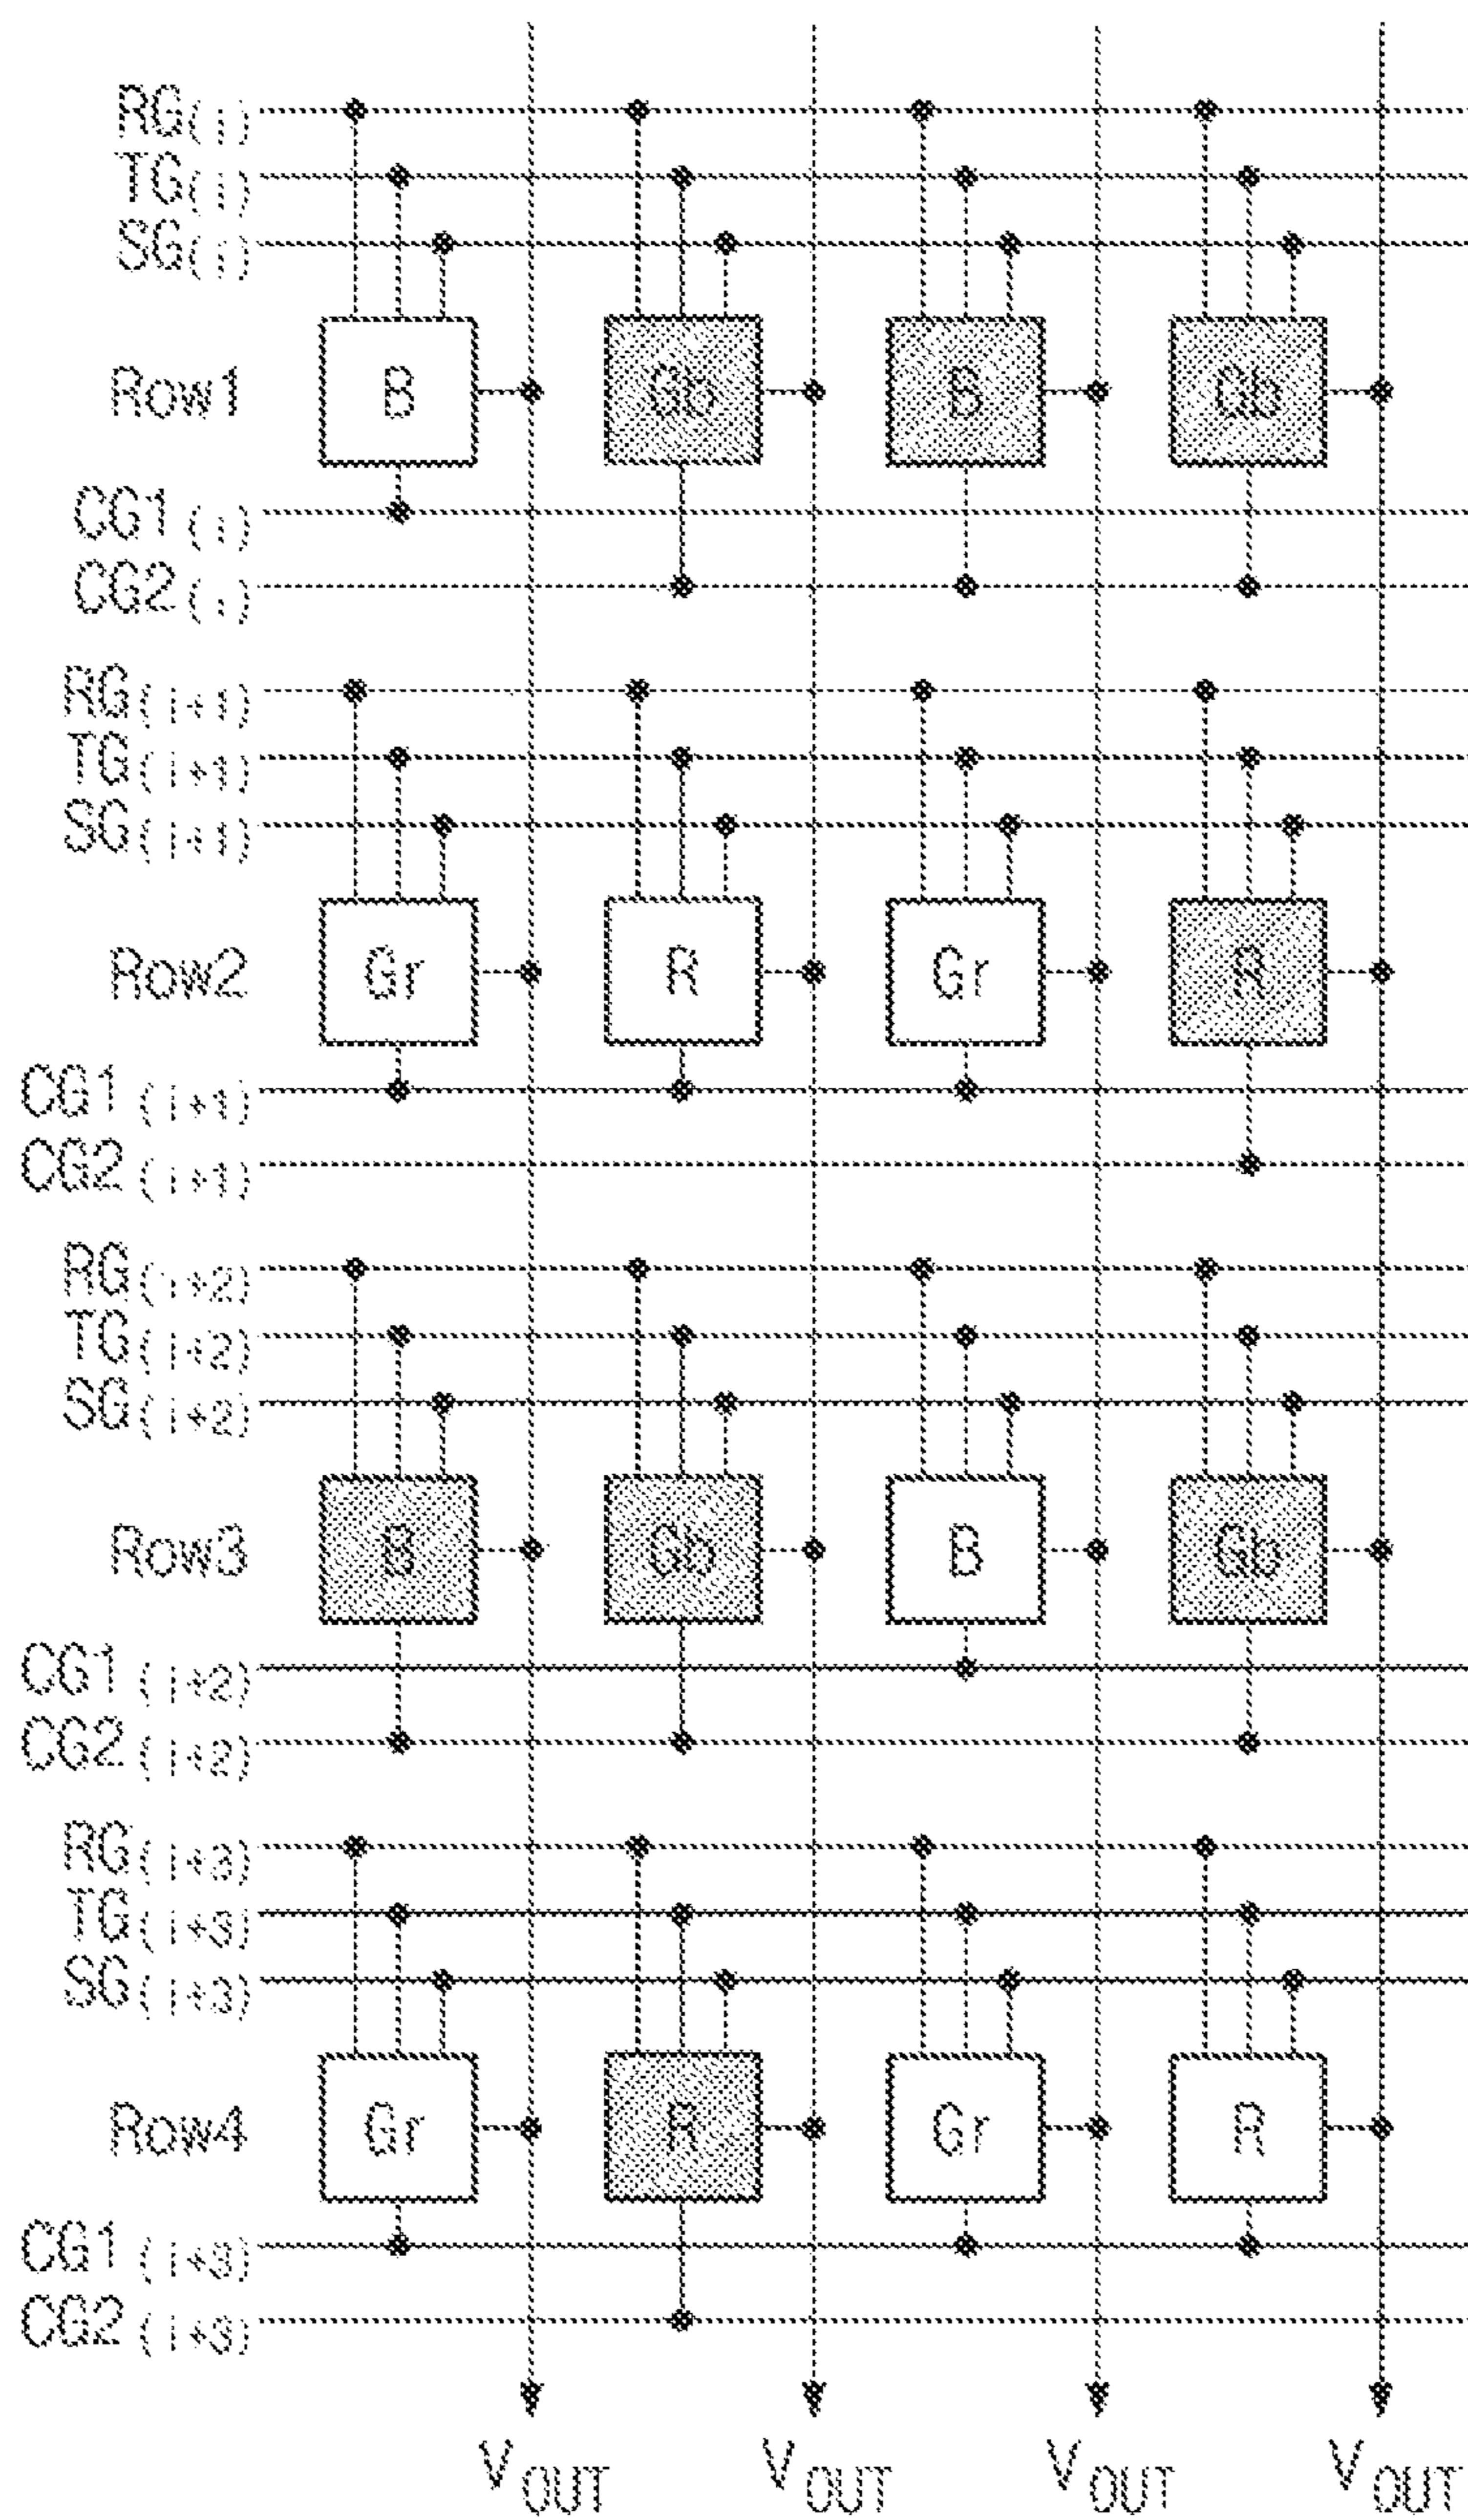 RG(i)
TG(i)
SG(i)
Row1 B Gb B Gb
CG1(i)
CG2(i)
RG(i+1)
TG(i+1)
SG(i+1)
Row2 Gr R Gr R
CG1(i+1)
CG2(i+1)
RG(i+2)
TG(i+2)
SG(i+2)
Row3 B Gb B Gb
CG1(i+2)
CG2(i+2)
RG(i+3)
TG(i+3)
SG(i+3)
Row4 Gr R Gr R
CG1(i+3)
CG2(i+3)
VOUT VOUT VOUT VOUT